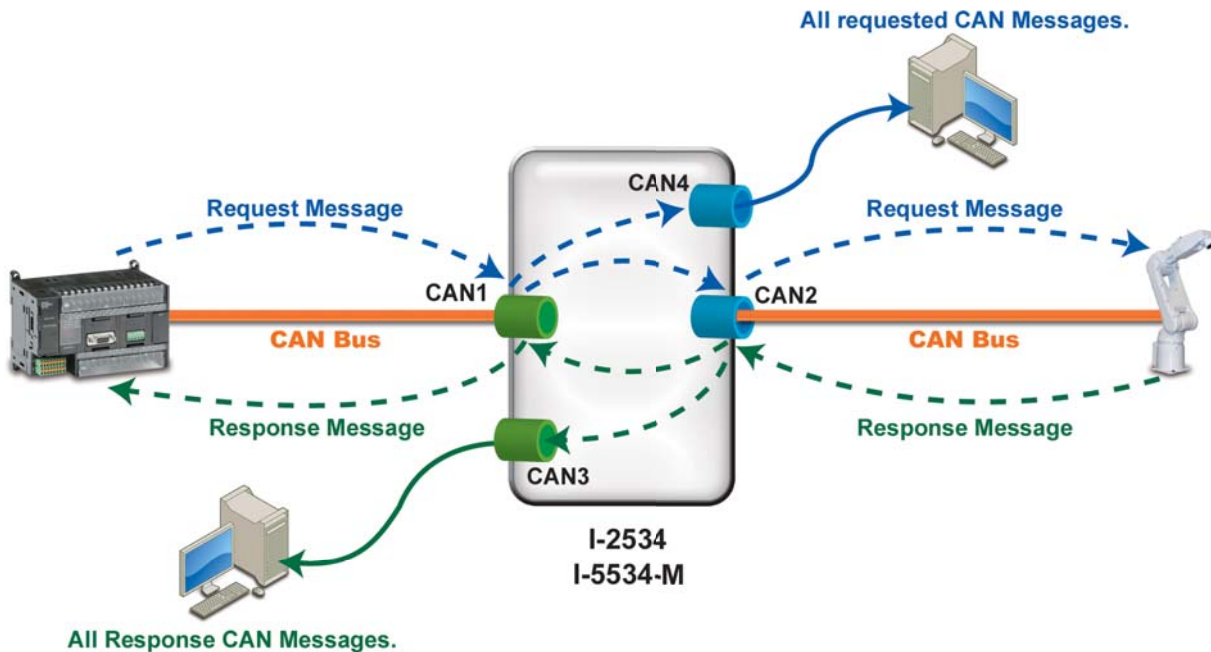 All requested CAN Messages.
CAN4
Request Message
Request Message
CAN1
CAN2
CAN Bus
CAN Bus
Response Message
Response Message
CAN3
I-2534
I-5534-M
All Response CAN Messages.